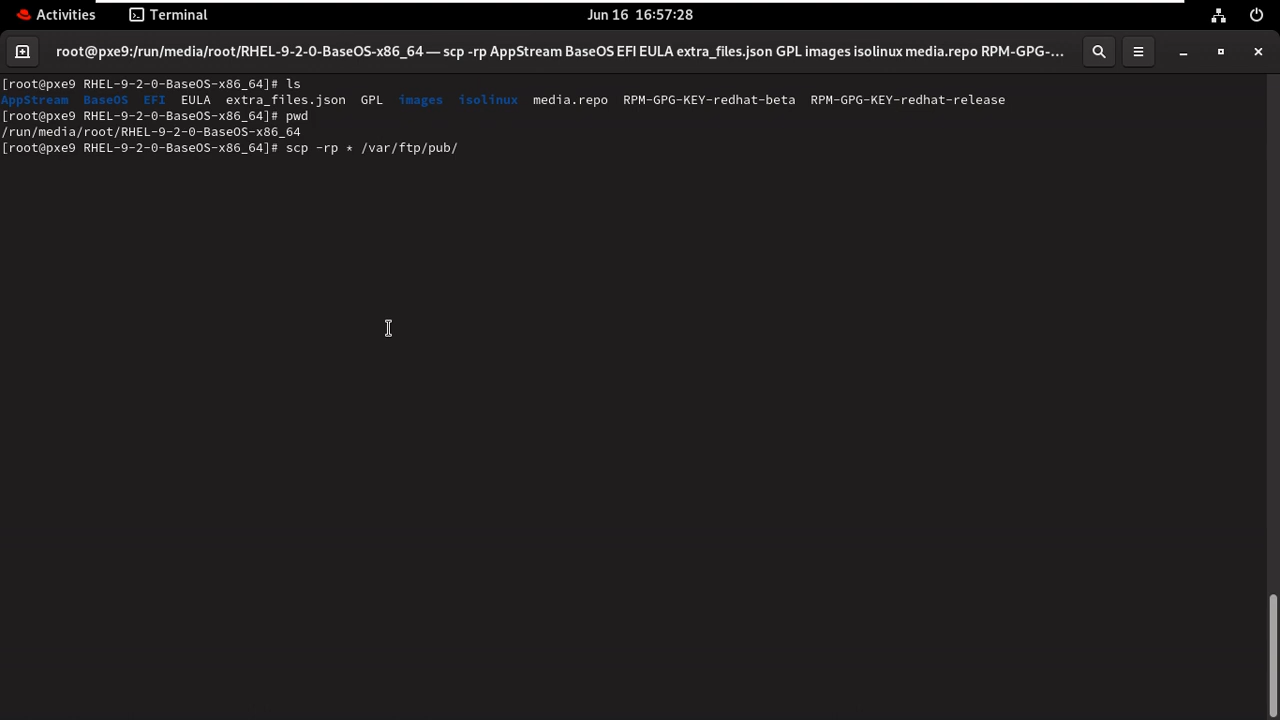 Activities Terminal Jun 16 16:57:28
root@pxe9:/run/media/root/RHEL-9-2-0-BaseOS-x86_64 — scp -rp AppStream BaseOS EFI EULA extra_files.json GPL images isolinux media.repo RPM-GPG-...
[root@pxe9 RHEL-9-2-0-BaseOS-x86_64]# ls
AppStream BaseOS EFI EULA extra_files.json GPL images isolinux media.repo RPM-GPG-KEY-redhat-beta RPM-GPG-KEY-redhat-release
[root@pxe9 RHEL-9-2-0-BaseOS-x86_64]# pwd
/run/media/root/RHEL-9-2-0-BaseOS-x86_64
[root@pxe9 RHEL-9-2-0-BaseOS-x86_64]# scp -rp * /var/ftp/pub/